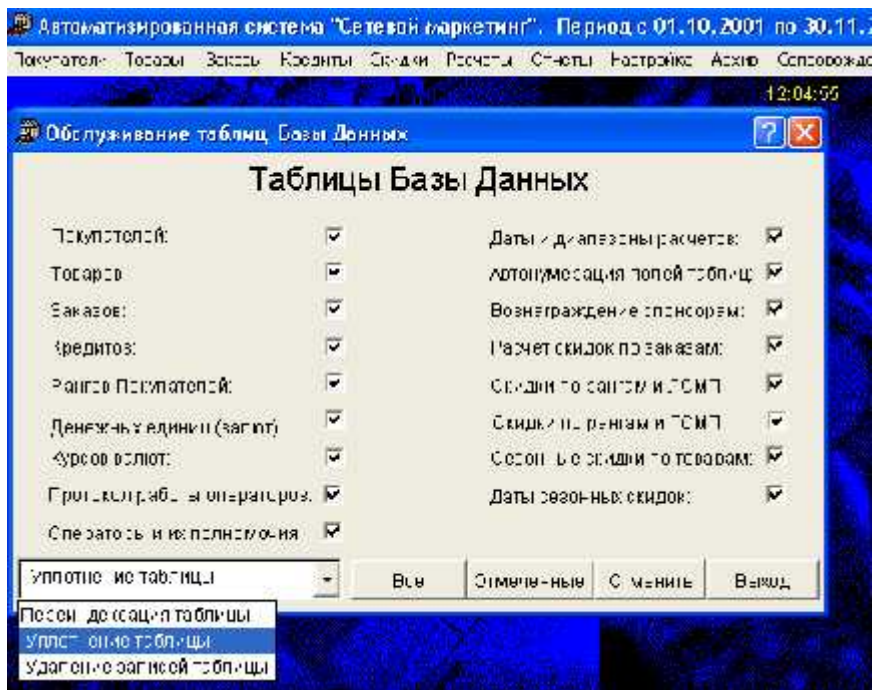 Автоматизированная система "Сетевой маркетинг". Период с 01.10.2001 по 30.11.
Покупатели Товары Заказы Кредиты Скидки Расчеты Отчеты Настройка Архив Сопровожде
12:04:55
Обслуживание таблиц Базы Данных
Таблицы Базы Данных
Покупателей: Даты и диапазоны расчетов:
Товаров Автонумерация полей таблиц:
Заказов: Вознаграждение спонсорам:
Кредитов: Расчет скидок по заказам:
Рангов Покупателей: Скидки по рангам и
Денежных единиц (валют) Скидки по рангам и
Курсов валют: Сезонные скидки по товарам:
Протокол работы операторов: Даты сезонных скидок:
Операторы и их полномочия
Уплотнение таблицы Все Отмеченные Отменить Выход
Переиндексация таблицы
Уплотнение таблицы
Удаление записей таблицы